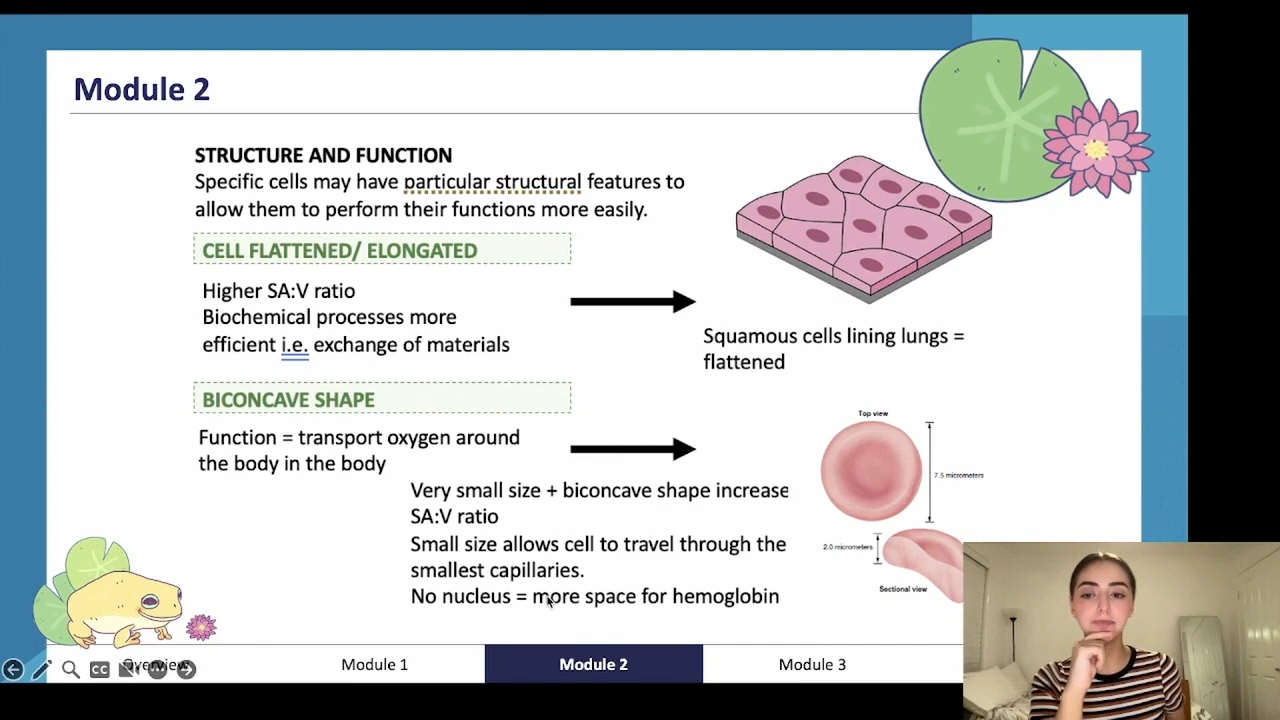 Module 2
STRUCTURE AND FUNCTION
Specific cells may have particular structural features to
allow them to perform their functions more easily.
CELL FLATTENED/ ELONGATED
Higher SA:V ratio
Biochemical processes more
efficient i.e. exchange of materials
Squamous cells lining lungs =
flattened
BICONCAVE SHAPE
Function = transport oxygen around
the body in the body
Very small size + biconcave shape increase
SA:V ratio
Small size allows cell to travel through the
smallest capillaries.
No nucleus = more space for hemoglobin
Top view
7.5 micrometers
2.0 micrometers
Sectional view
CC
Overview
Module 1
Module 2
Module 3